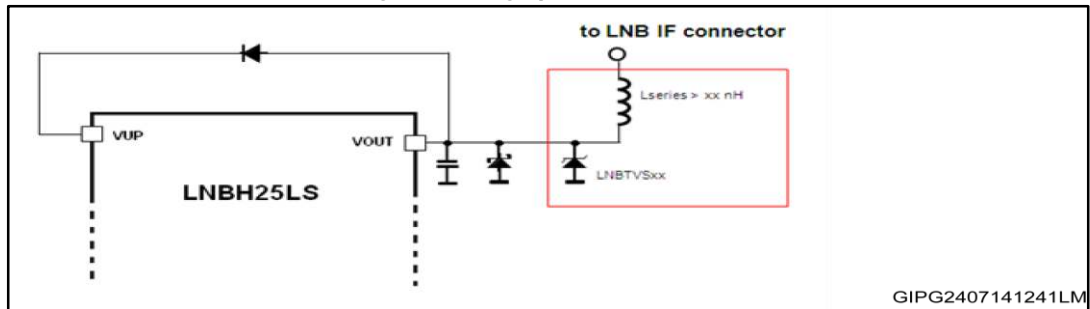 to LNB IF connector
Lseries > xx nH
VUP
VOUT
LNBTVSxx
LNBH25LS
GIPG2407141241LM